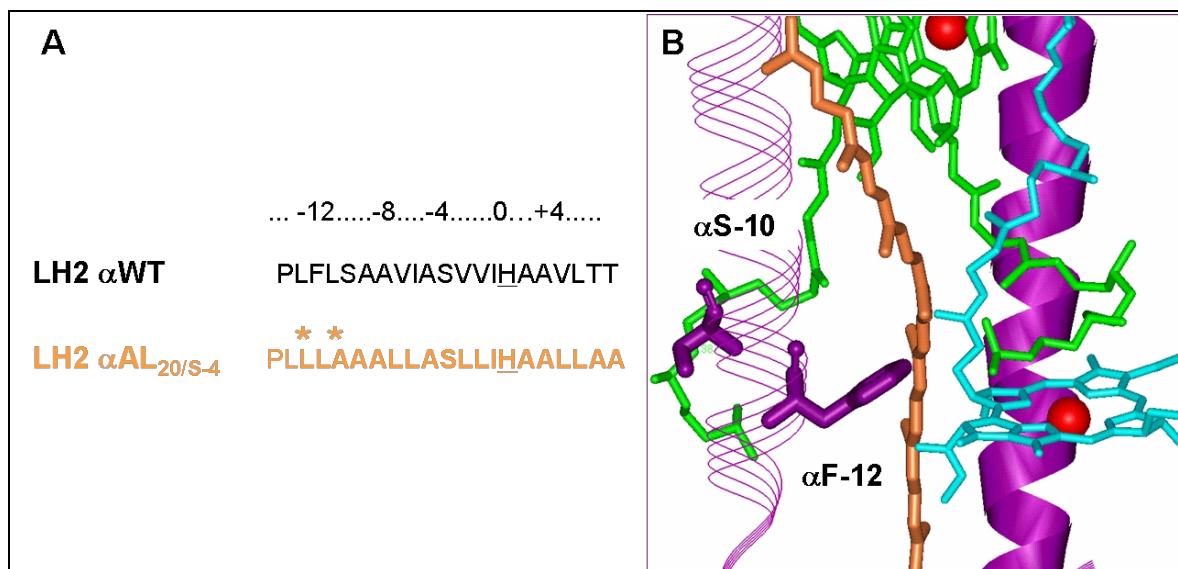 A
B
... -12.....-8....-4......0...+4.....
αS-10
LH2 αWT PLFLSAAVIASVVIHAAVLTT
* *
LH2 αAL20/S-4 PLLLAAALLASLLIHAALLAA
αF-12